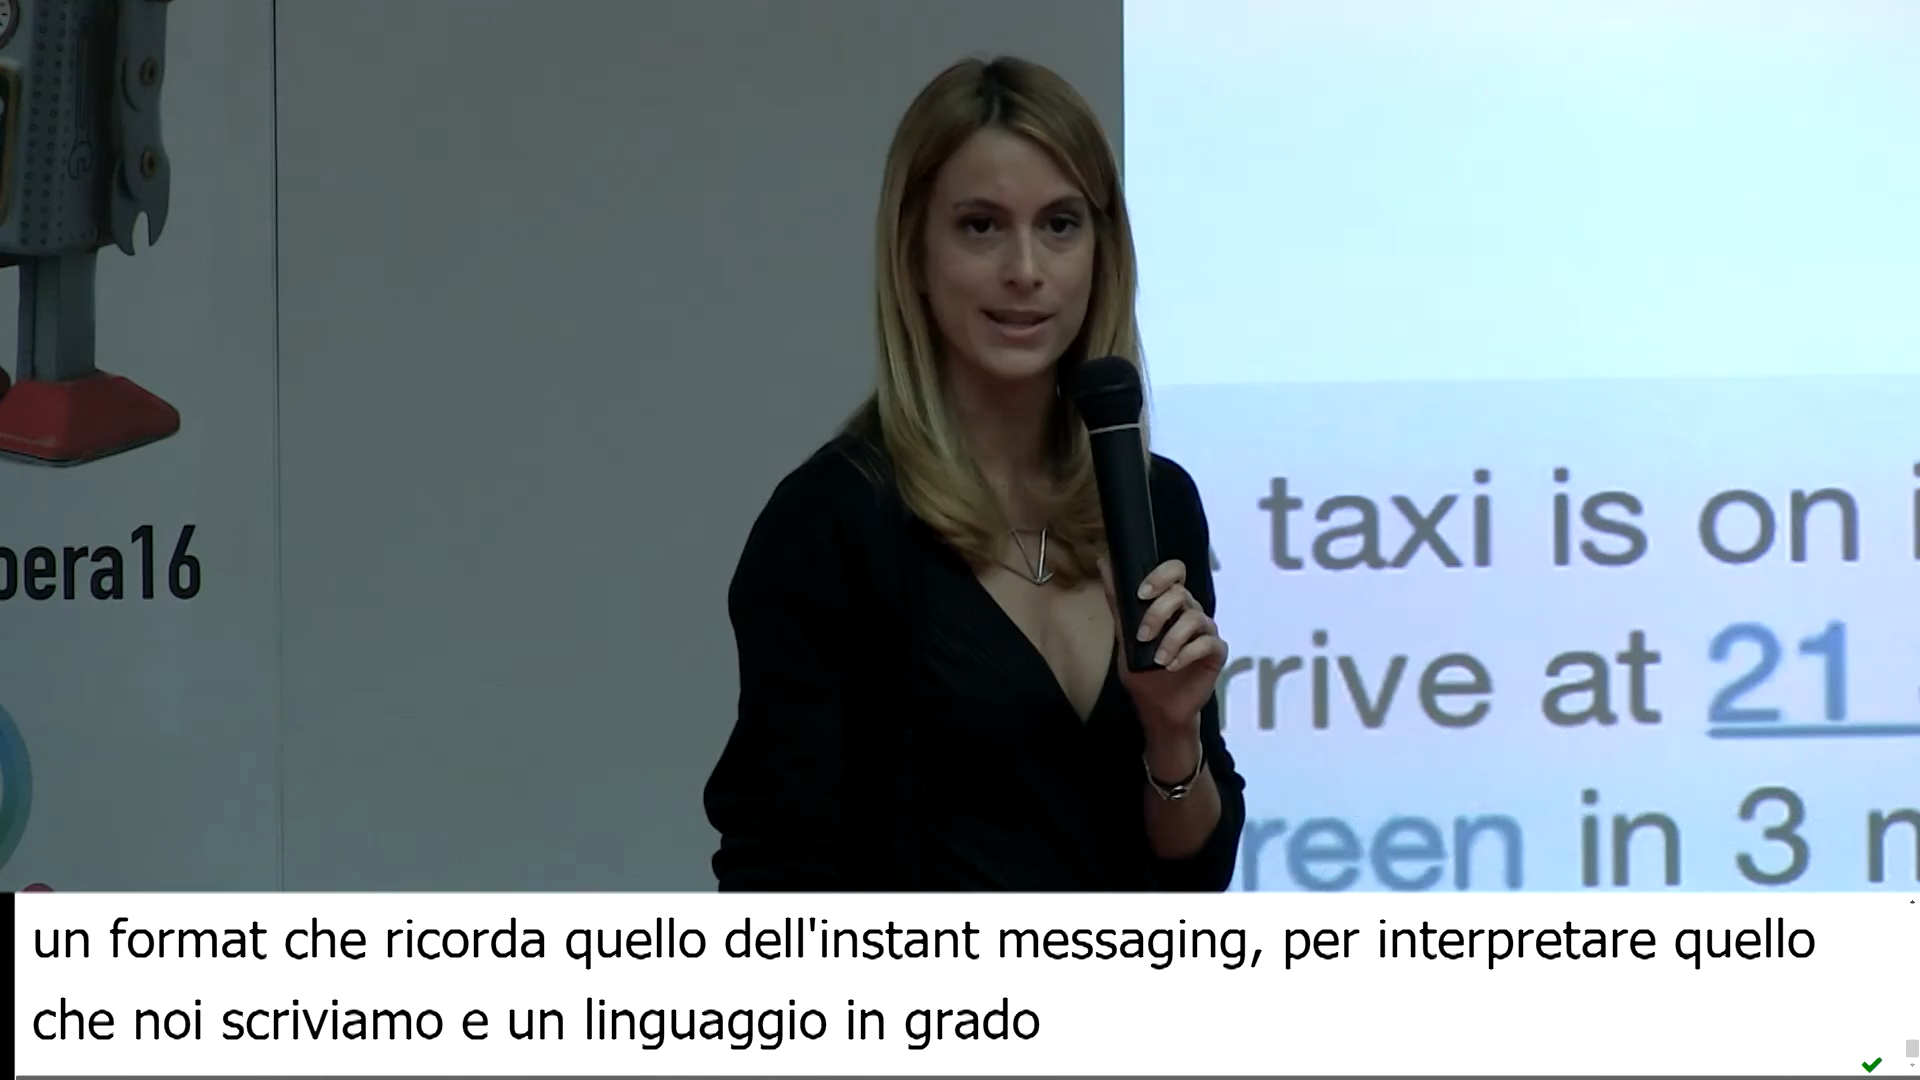 pera16
taxi is on
rrive at 21
reen in 3
un format che ricorda quello dell'instant messaging, per interpretare quello
che noi scriviamo e un linguaggio in grado